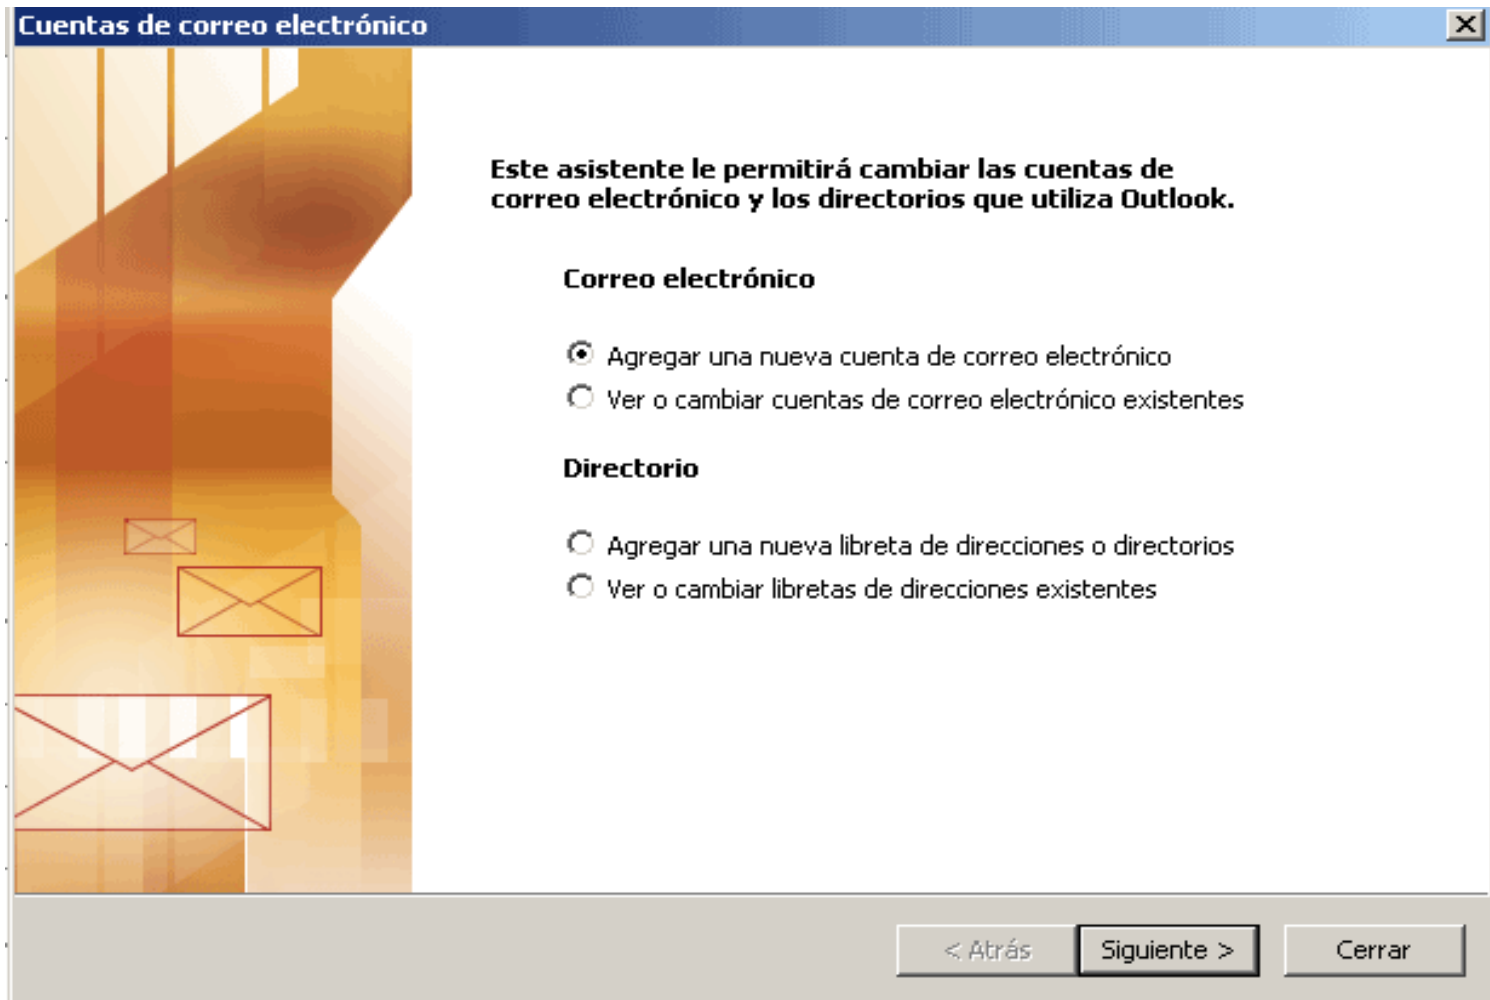 Cuentas de correo electrónico
Este asistente le permitirá cambiar las cuentas de
correo electrónico y los directorios que utiliza Outlook.
Correo electrónico
Agregar una nueva cuenta de correo electrónico
Ver o cambiar cuentas de correo electrónico existentes
Directorio
Agregar una nueva libreta de direcciones o directorios
Ver o cambiar libretas de direcciones existentes
< Atrás Siguiente > Cerrar